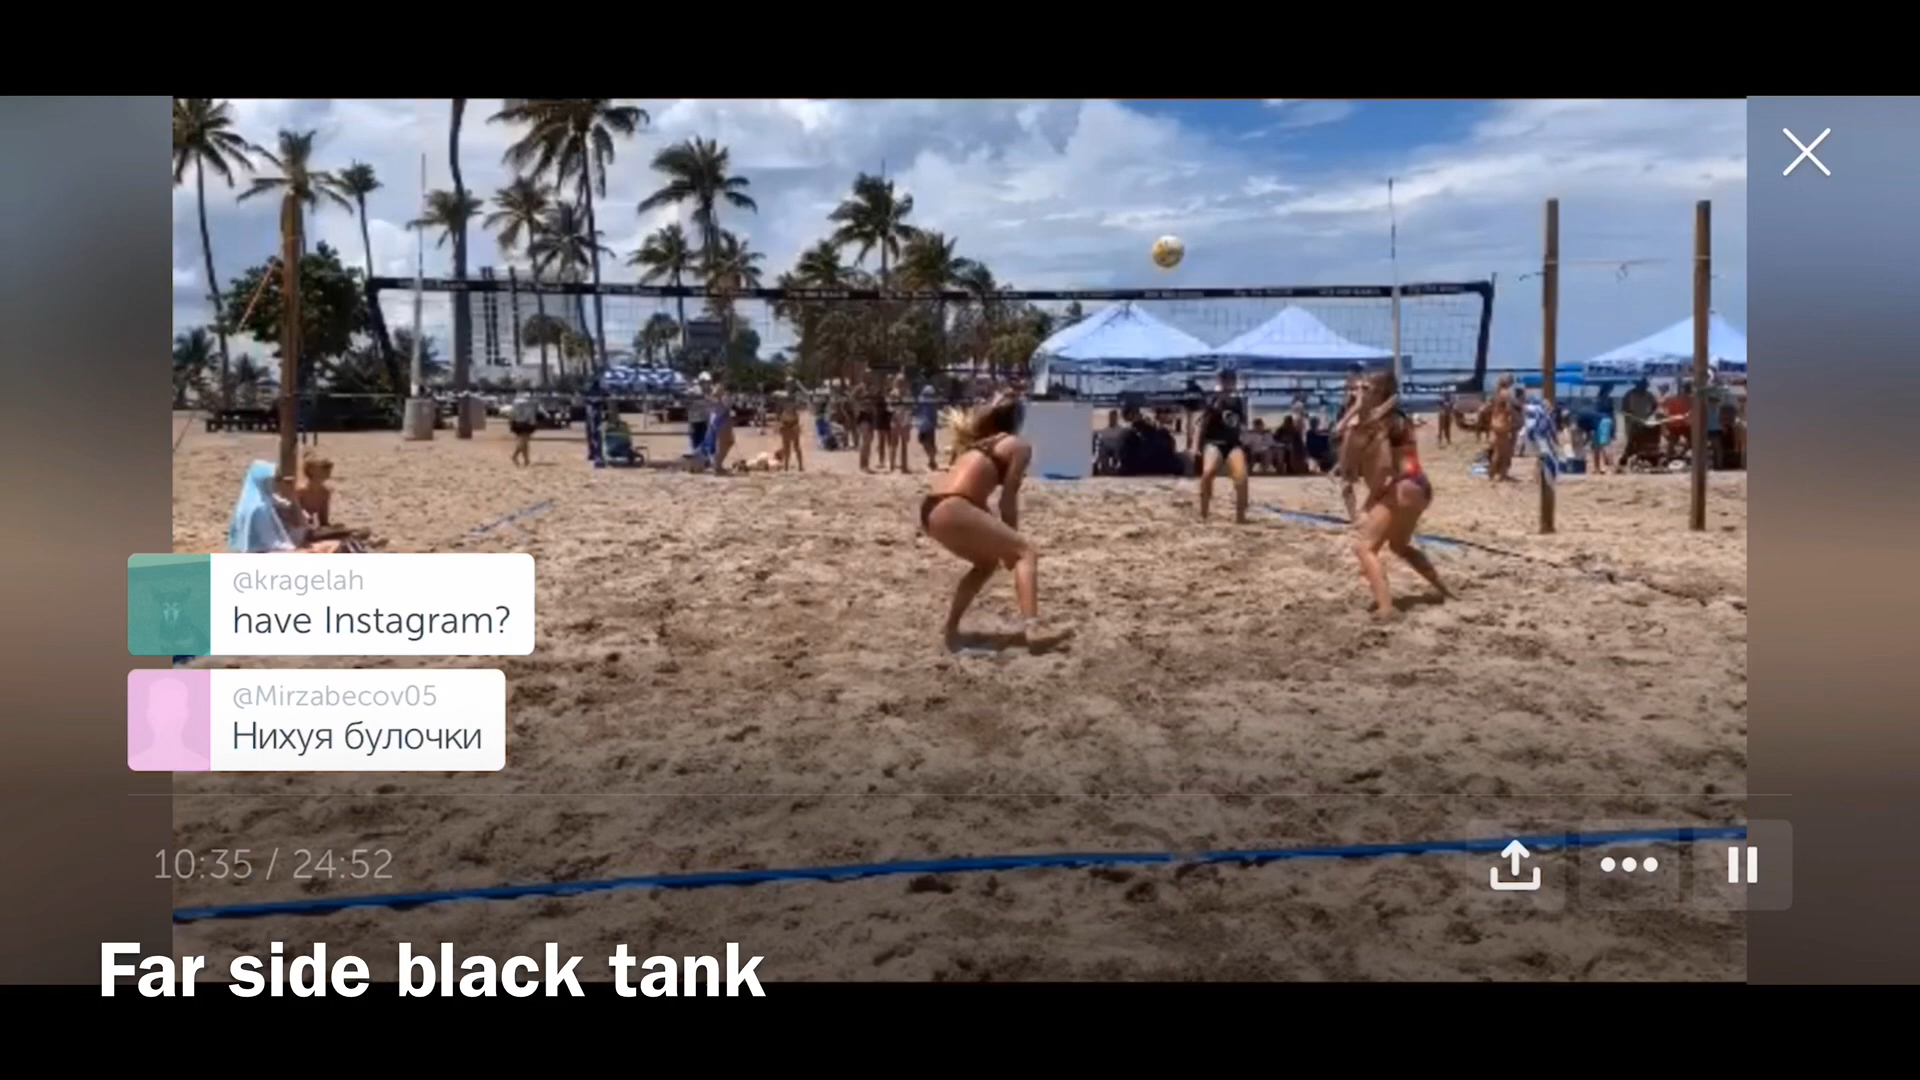 @kragelah
have Instagram?
@Mirzabecov05
Нихуя булочки
10:35 / 24:52
Far side black tank